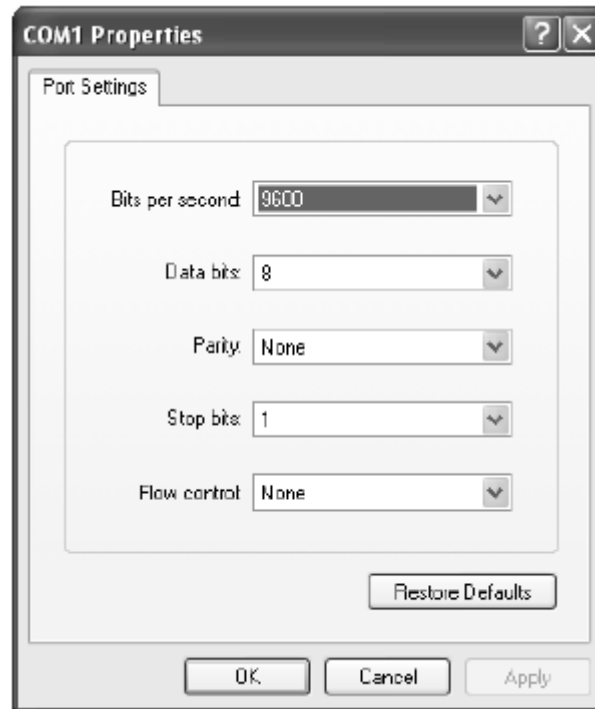 COM1 Properties
Port Settings
Bits per second: 9600
Data bits: 8
Parity: None
Stop bits: 1
Flow control: None
Restore Defaults
OK Cancel Apply